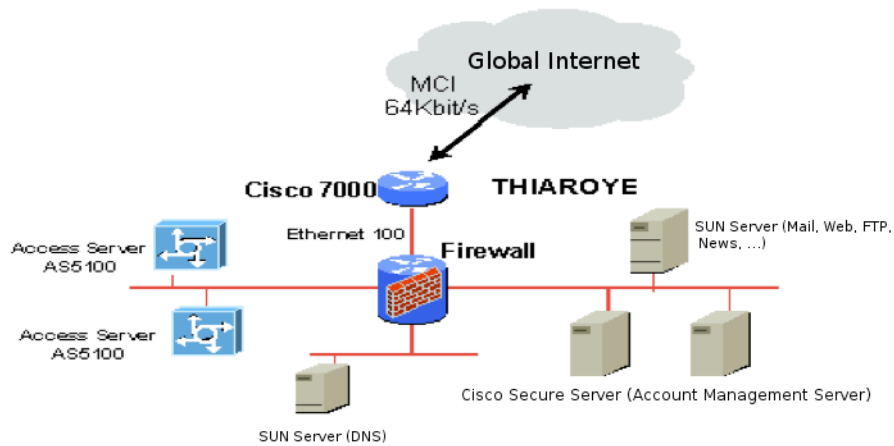 Global Internet
MCI
64Kbit/s
Cisco 7000
THIAROYE
Ethernet 100
Firewall
SUN Server (Mail, Web, FTP,
News, ...)
Access Server
AS5100
Access Server
AS5100
Cisco Secure Server (Account Management Server)
SUN Server (DNS)